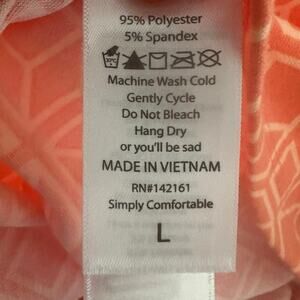 95% Polyester
5% Spandex
Machine Wash Cold
Gently Cycle
Do Not Bleach
Hang Dry
or you'll be sad
MADE IN VIETNAM
RN#142161
Simply Comfortable
L